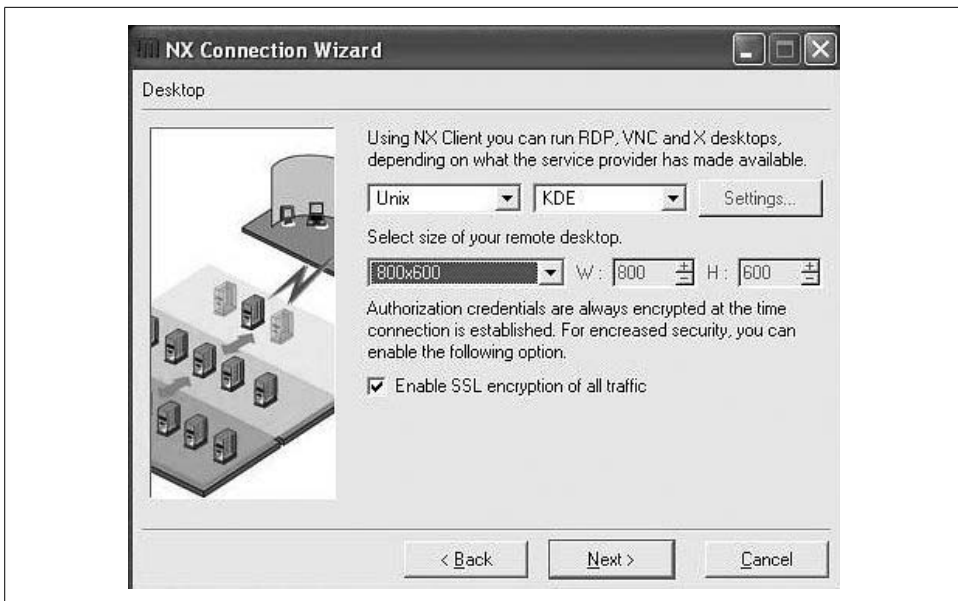 NX Connection Wizard
Desktop
Using NX Client you can run RDP, VNC and X desktops,
depending on what the service provider has made available.
Unix KDE Settings...
Select size of your remote desktop.
800x600 W : 800 H : 600
Authorization credentials are always encrypted at the time
connection is established. For encreased security, you can
enable the following option.
Enable SSL encryption of all traffic
< Back Next > Cancel